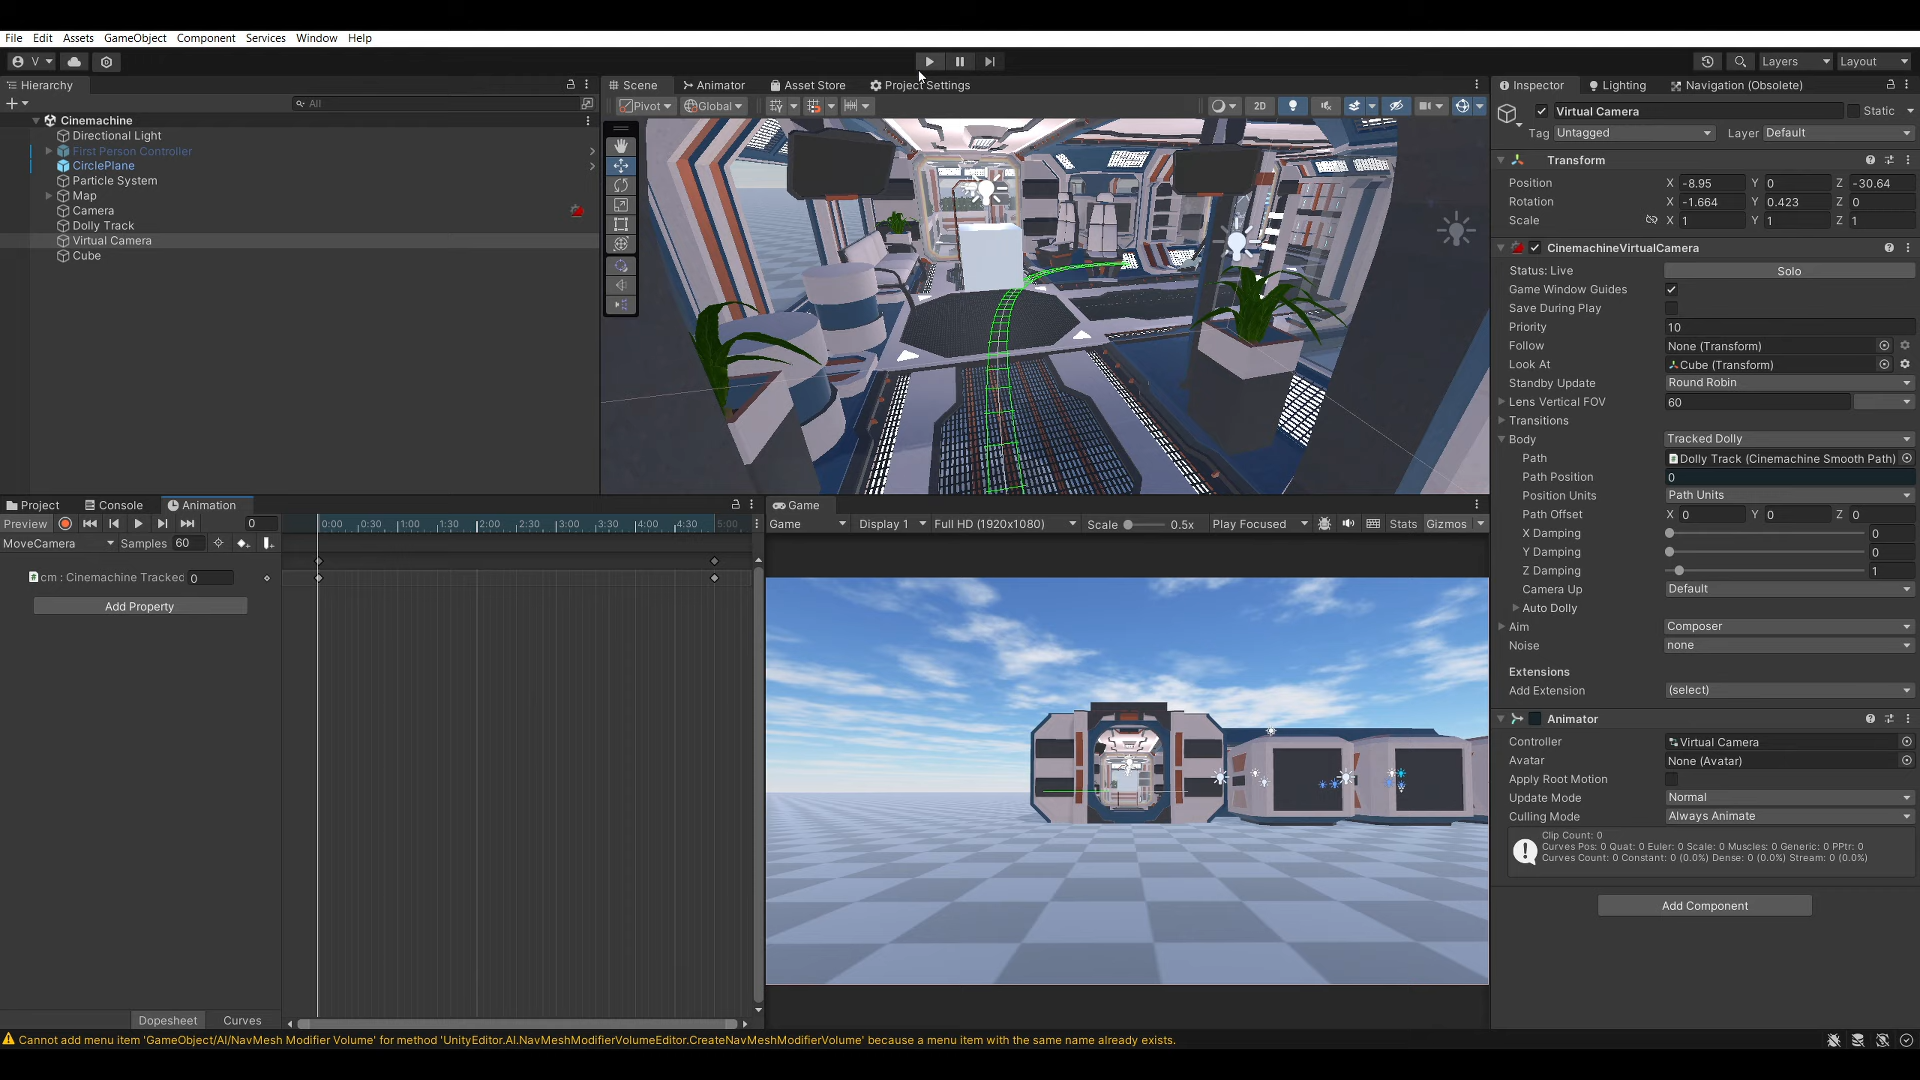 File Edit Assets GameObject Component Services Window Help
V Layers Layout
Hierarchy
All
Cinemachine
Directional Light
First Person Controller
CirclePlane
Particle System
Map
Camera
Dolly Track
Virtual Camera
Cube
Scene Animator Asset Store Project Settings
Pivot Global 2D
Project Console Animation
Preview 0
0:00 0:30 1:00 1:30 2:00 2:30 3:00 3:30 4:00 4:30 5:00
MoveCamera Samples 60
cm : Cinemachine Tracked 0
Add Property
Dopesheet Curves
Game
Game Display 1 Full HD (1920x1080) Scale 0.5x Play Focused Stats Gizmos
Inspector Lighting Navigation (Obsolete)
Virtual Camera Static
Tag Untagged Layer Default
Transform
Position X -8.95 Y 0 Z -30.64
Rotation X -1.664 Y 0.423 Z 0
Scale X 1 Y 1 Z 1
CinemachineVirtualCamera
Status: Live Solo
Game Window Guides
Save During Play
Priority 10
Follow None (Transform)
Look At Cube (Transform)
Standby Update Round Robin
Lens Vertical FOV 60
Transitions
Body Tracked Dolly
Path Dolly Track (Cinemachine Smooth Path)
Path Position 0
Position Units Path Units
Path Offset X 0 Y 0 Z 0
X Damping 0
Y Damping 0
Z Damping 1
Camera Up Default
Auto Dolly
Aim Composer
Noise none
Extensions
Add Extension (select)
Animator
Controller Virtual Camera
Avatar None (Avatar)
Apply Root Motion
Update Mode Normal
Culling Mode Always Animate
Clip Count: 0
Curves Pos: 0 Quat: 0 Euler: 0 Scale: 0 Muscles: 0 Generic: 0 PPtr: 0
Curves Count: 0 Constant: 0 (0.0%) Dense: 0 (0.0%) Stream: 0 (0.0%)
Add Component
Cannot add menu item 'GameObject/AI/NavMesh Modifier Volume' for method 'UnityEditor.AI.NavMeshModifierVolumeEditor.CreateNavMeshModifierVolume' because a menu item with the same name already exists.